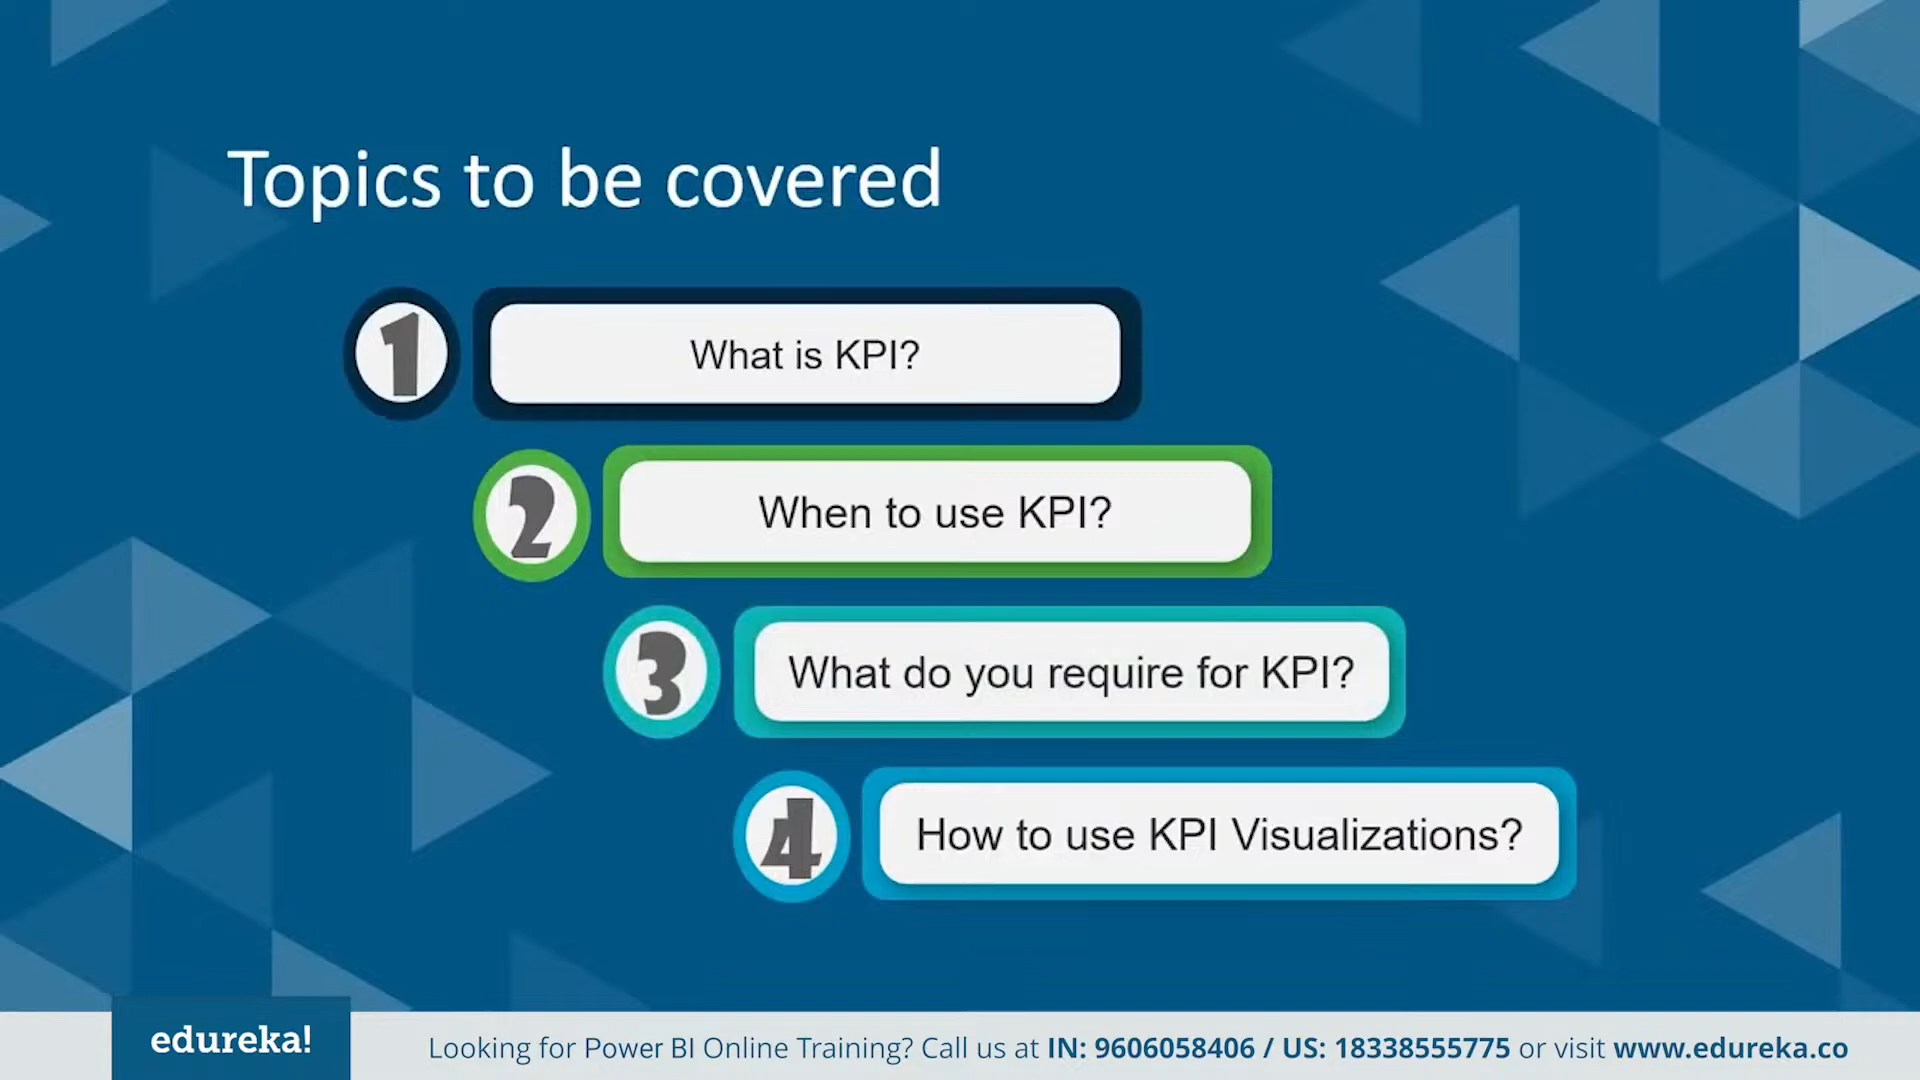 Topics to be covered
1 What is KPI?
2 When to use KPI?
3 What do you require for KPI?
4 How to use KPI Visualizations?
edureka! Looking for Power BI Online Training? Call us at IN: 9606058406 / US: 18338555775 or visit www.edureka.co